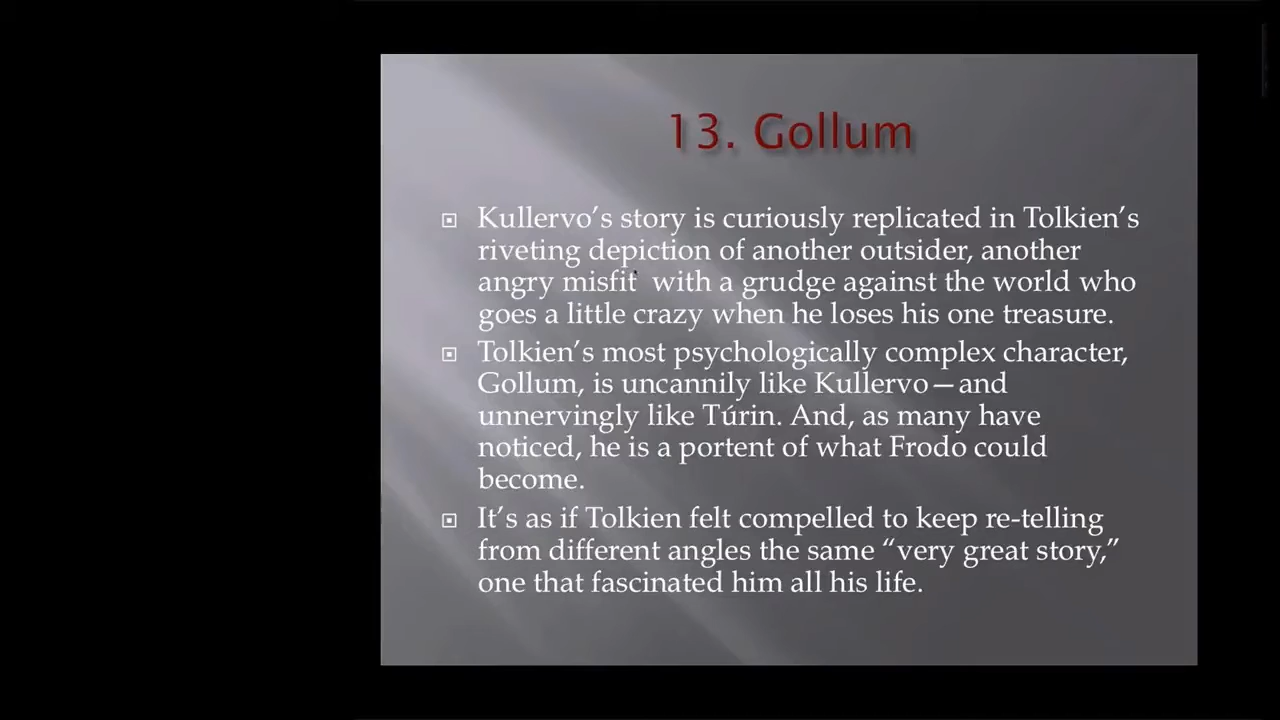 13. Gollum
Kullervo’s story is curiously replicated in Tolkien’s
riveting depiction of another outsider, another
angry misfit with a grudge against the world who
goes a little crazy when he loses his one treasure.
Tolkien’s most psychologically complex character,
Gollum, is uncannily like Kullervo—and
unnervingly like Túrin. And, as many have
noticed, he is a portent of what Frodo could
become.
It’s as if Tolkien felt compelled to keep re-telling
from different angles the same “very great story,”
one that fascinated him all his life.